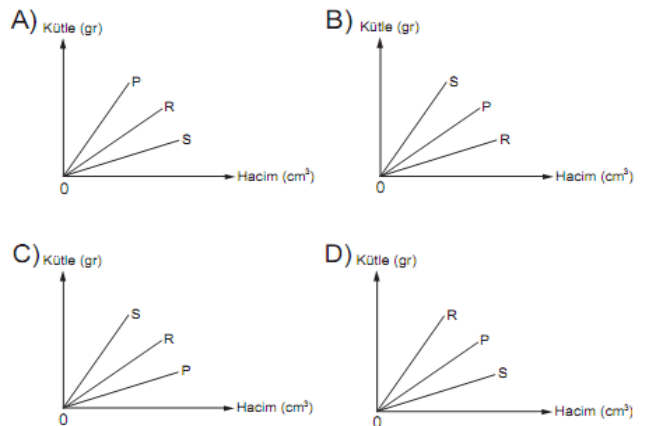 A) Kütle (gr)
P
R
S
0
Hacim (cm³)
B) Kütle (gr)
S
P
R
0
Hacim (cm³)
C) Kütle (gr)
S
R
P
0
Hacim (cm³)
D) Kütle (gr)
R
P
S
0
Hacim (cm³)